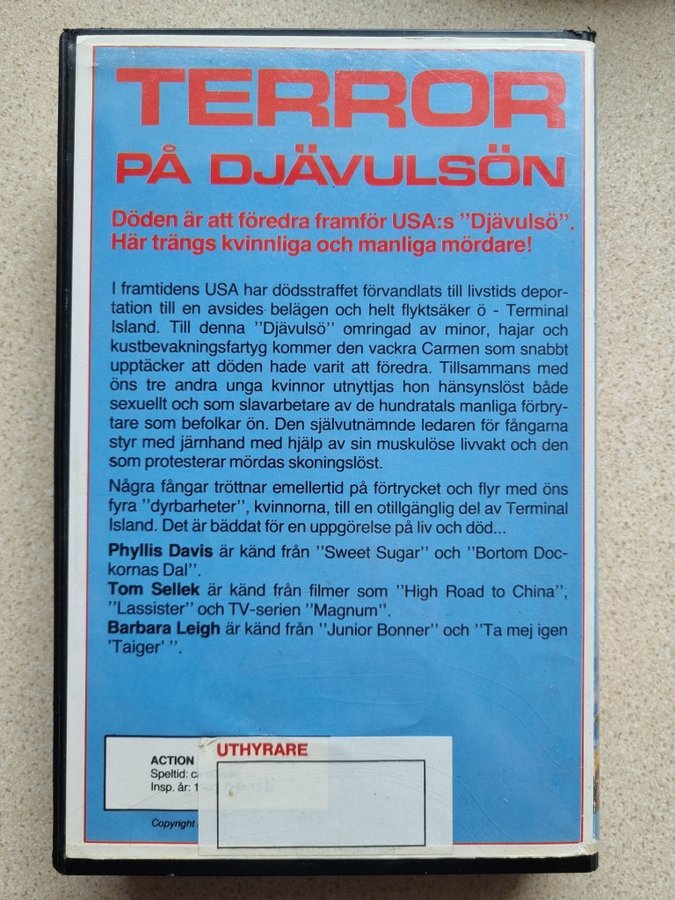 TERROR
PÅ DJÄVULSÖN
Döden är att föredra framför USA:s "Djävulsö".
Här trängs kvinnliga och manliga mördare!
I framtidens USA har dödsstraffet förvandlats till livstids depor-
tation till en avsides belägen och helt flyktsäker ö - Terminal
Island. Till denna "Djävulsö" omringad av minor, hajar och
kustbevakningsfartyg kommer den vackra Carmen som snabbt
upptäcker att döden hade varit att föredra. Tillsammans med
öns tre andra unga kvinnor utnyttjas hon hänsynslöst både
sexuellt och som slavarbetare av de hundratals manliga förbry-
tare som befolkar ön. Den självutnämnde ledaren för fångarna
styr med järnhand med hjälp av sin muskulöse livvakt och den
som protesterar mördas skoningslöst.
Några fångar tröttnar emellertid på förtrycket och flyr med öns
fyra "dyrbarheter", kvinnorna, till en otillgänglig del av Terminal
Island. Det är bäddat för en uppgörelse på liv och död...
Phyllis Davis är känd från "Sweet Sugar" och "Bortom Doc-
kornas Dal".
Tom Sellek är känd från filmer som "High Road to China",
"Lassister" och TV-serien "Magnum".
Barbara Leigh är känd från "Junior Bonner" och "Ta mej igen
'Taiger' ".
UTHYRARE
ACTION
Speltid:
Insp. år:
Copyright